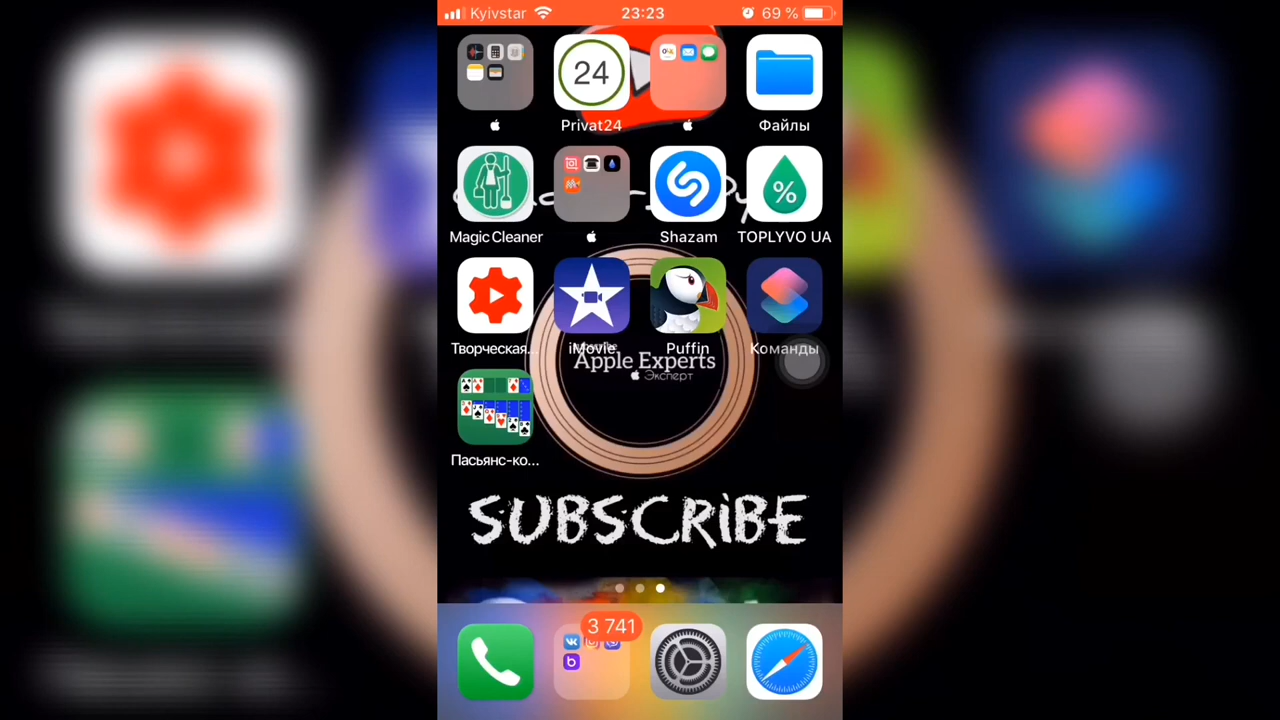 Kyivstar 23:23 69 %
24
Privat24 Файлы
%
Magic Cleaner Shazam TOPLYVO UA
Творческая... iMovie Puffin Команды
Apple Experts
Эксперт
Пасьянс-ко...
SUBSCRiBE
3 741